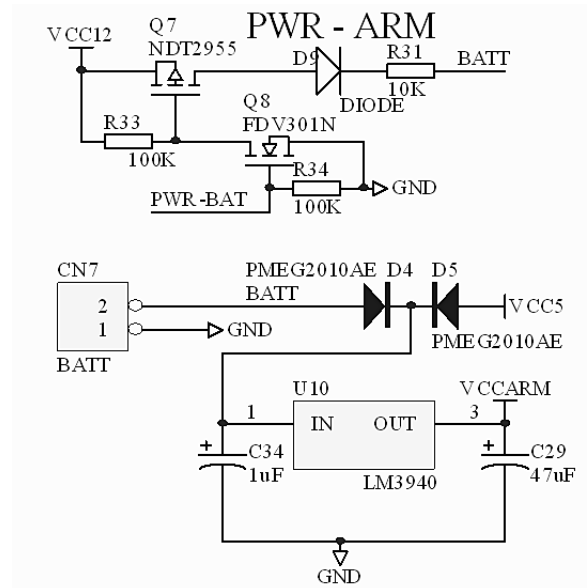 PWR - ARM
Q7
VCC12
NDT2955
D9
R31
BATT
10K
DIODE
Q8
FDV301N
R33
100K
R34
100K
GND
PWR-BAT
CN7
PMEG2010AE
D4
D5
BATT
2
1
GND
VCC5
PMEG2010AE
BATT
U10
VCCARM
1
IN
OUT
3
+
C34
1uF
LM3940
+
C29
47uF
GND